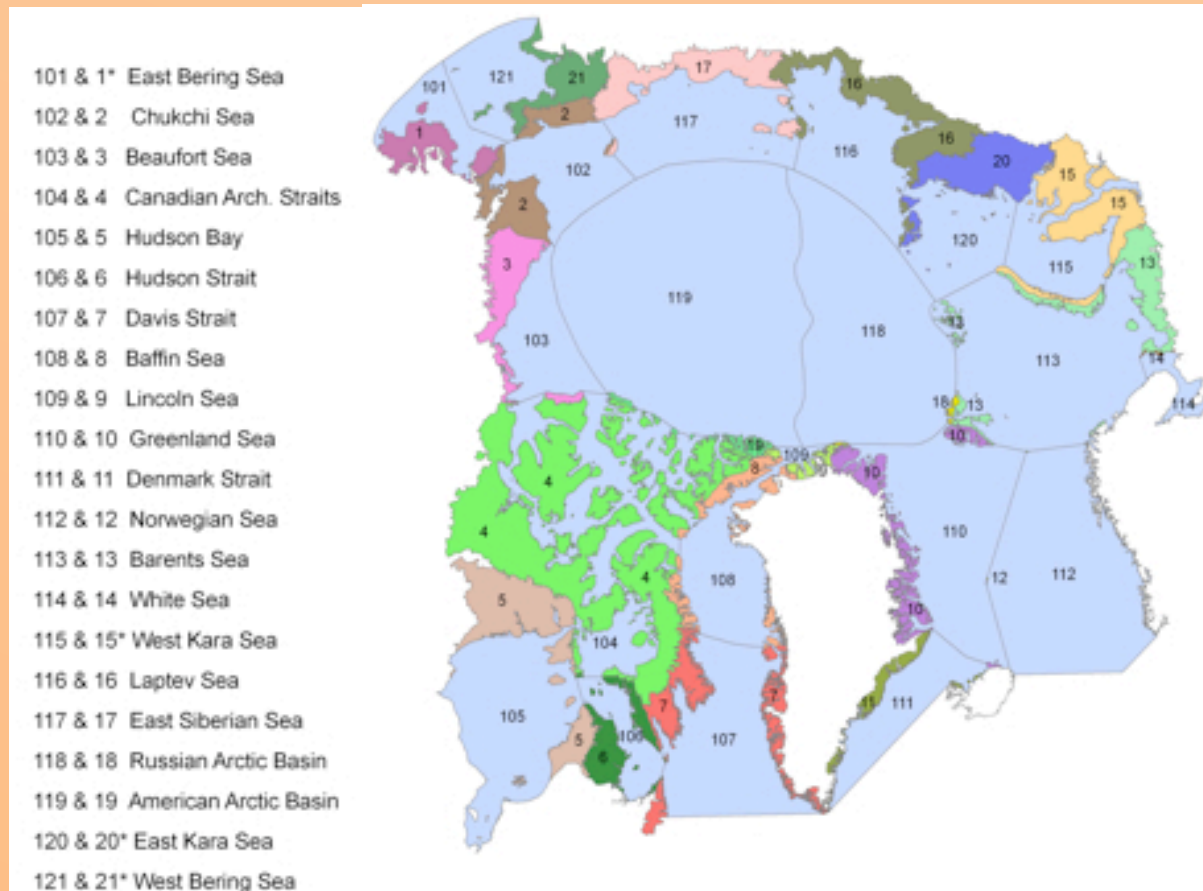 101 & 1* East Bering Sea
102 & 2 Chukchi Sea
103 & 3 Beaufort Sea
104 & 4 Canadian Arch. Straits
105 & 5 Hudson Bay
106 & 6 Hudson Strait
107 & 7 Davis Strait
108 & 8 Baffin Sea
109 & 9 Lincoln Sea
110 & 10 Greenland Sea
111 & 11 Denmark Strait
112 & 12 Norwegian Sea
113 & 13 Barents Sea
114 & 14 White Sea
115 & 15* West Kara Sea
116 & 16 Laptev Sea
117 & 17 East Siberian Sea
118 & 18 Russian Arctic Basin
119 & 19 American Arctic Basin
120 & 20* East Kara Sea
121 & 21* West Bering Sea
121
17
101
21
16
2
117
1
116
16
20
102
15
2
15
120
3
13
115
119
13
103
118
113
14
18
13
114
10
19
109
8
10
4
4
110
108
4
12
112
5
10
104
7
11
111
105
5
106
107
7
6